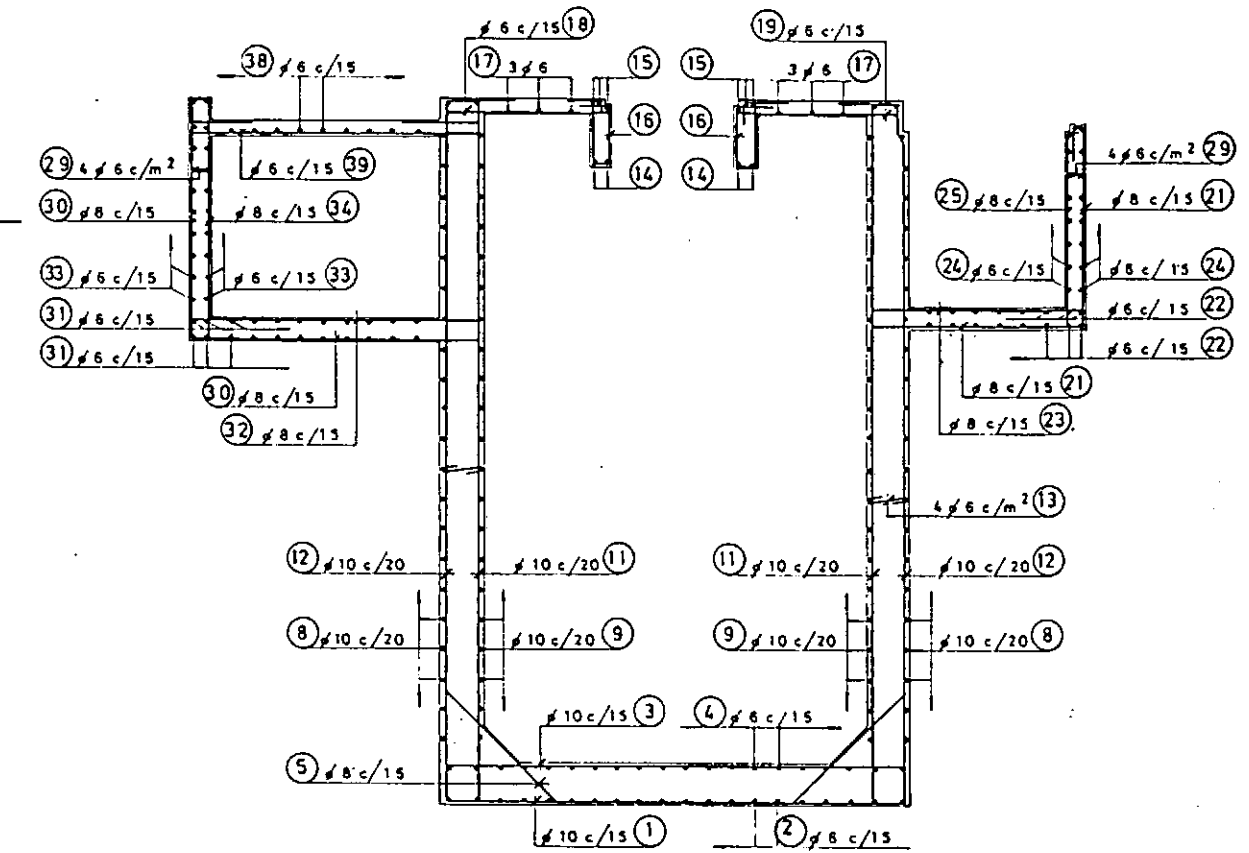 ø 6 c/15 18
19 ø 6 c/15
38 ø 6 c/15
17 3 ø 6 15
15 3 ø 6 17
16
16
29 4 ø 6 c/m²
ø 6 c/15 39
14
14
4 ø 6 c/m² 29
30 ø 8 c/15
ø 8 c/15 34
25 ø 8 c/15
ø 8 c/15 21
33 ø 6 c/15
ø 6 c/15 33
24 ø 6 c/15
ø 6 c/15 24
31 ø 6 c/15
ø 6 c/15 22
31 ø 6 c/15
ø 6 c/15 22
30 ø 8 c/15
ø 8 c/15 21
32 ø 8 c/15
ø 8 c/15 23
4 ø 6 c/m² 13
12 ø 10 c/20
ø 10 c/20 11
11 ø 10 c/20
ø 10 c/20 12
8 ø 10 c/20
ø 10 c/20 9
9 ø 10 c/20
ø 10 c/20 8
ø 10 c/15 3
4 ø 6 c/15
5 ø 8 c/15
ø 10 c/15 1
2 ø 6 c/15